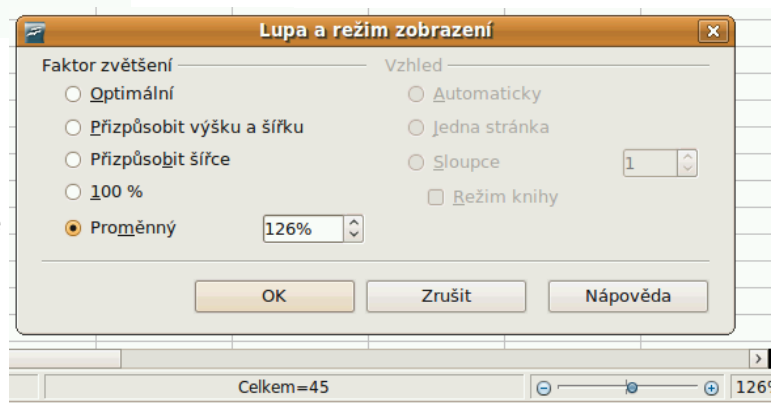 Lupa a režim zobrazení
Faktor zvětšení
Optimální
Přizpůsobit výšku a šířku
Přizpůsobit šířce
100 %
Proměnný 126%
Vzhled
Automaticky
Jedna stránka
Sloupce 1
Režim knihy
OK Zrušit Nápověda
Celkem=45 126%